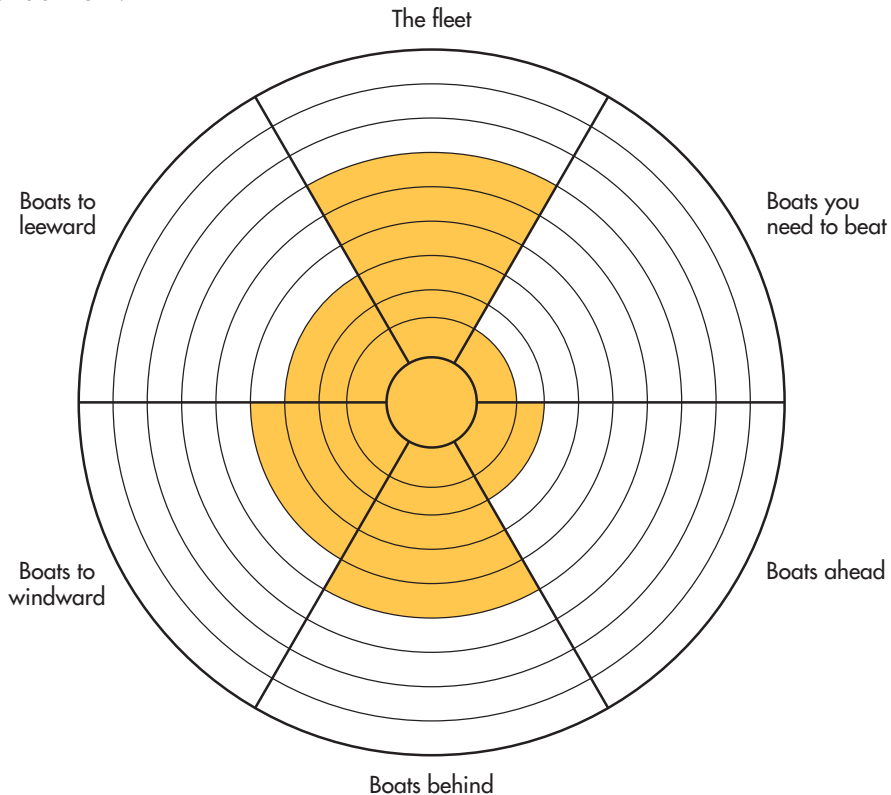 The fleet
Boats you
need to beat
Boats ahead
Boats behind
Boats to
windward
Boats to
leeward